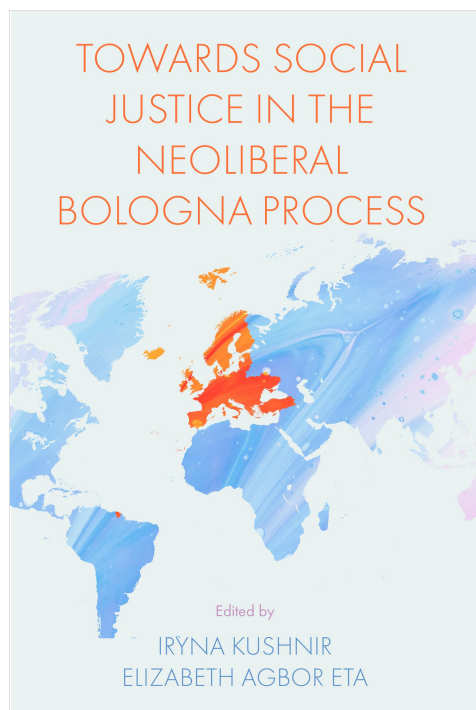 TOWARDS SOCIAL
JUSTICE IN THE
NEOLIBERAL
BOLOGNA PROCESS
Edited by
IRYNA KUSHNIR
ELIZABETH AGBOR ETA